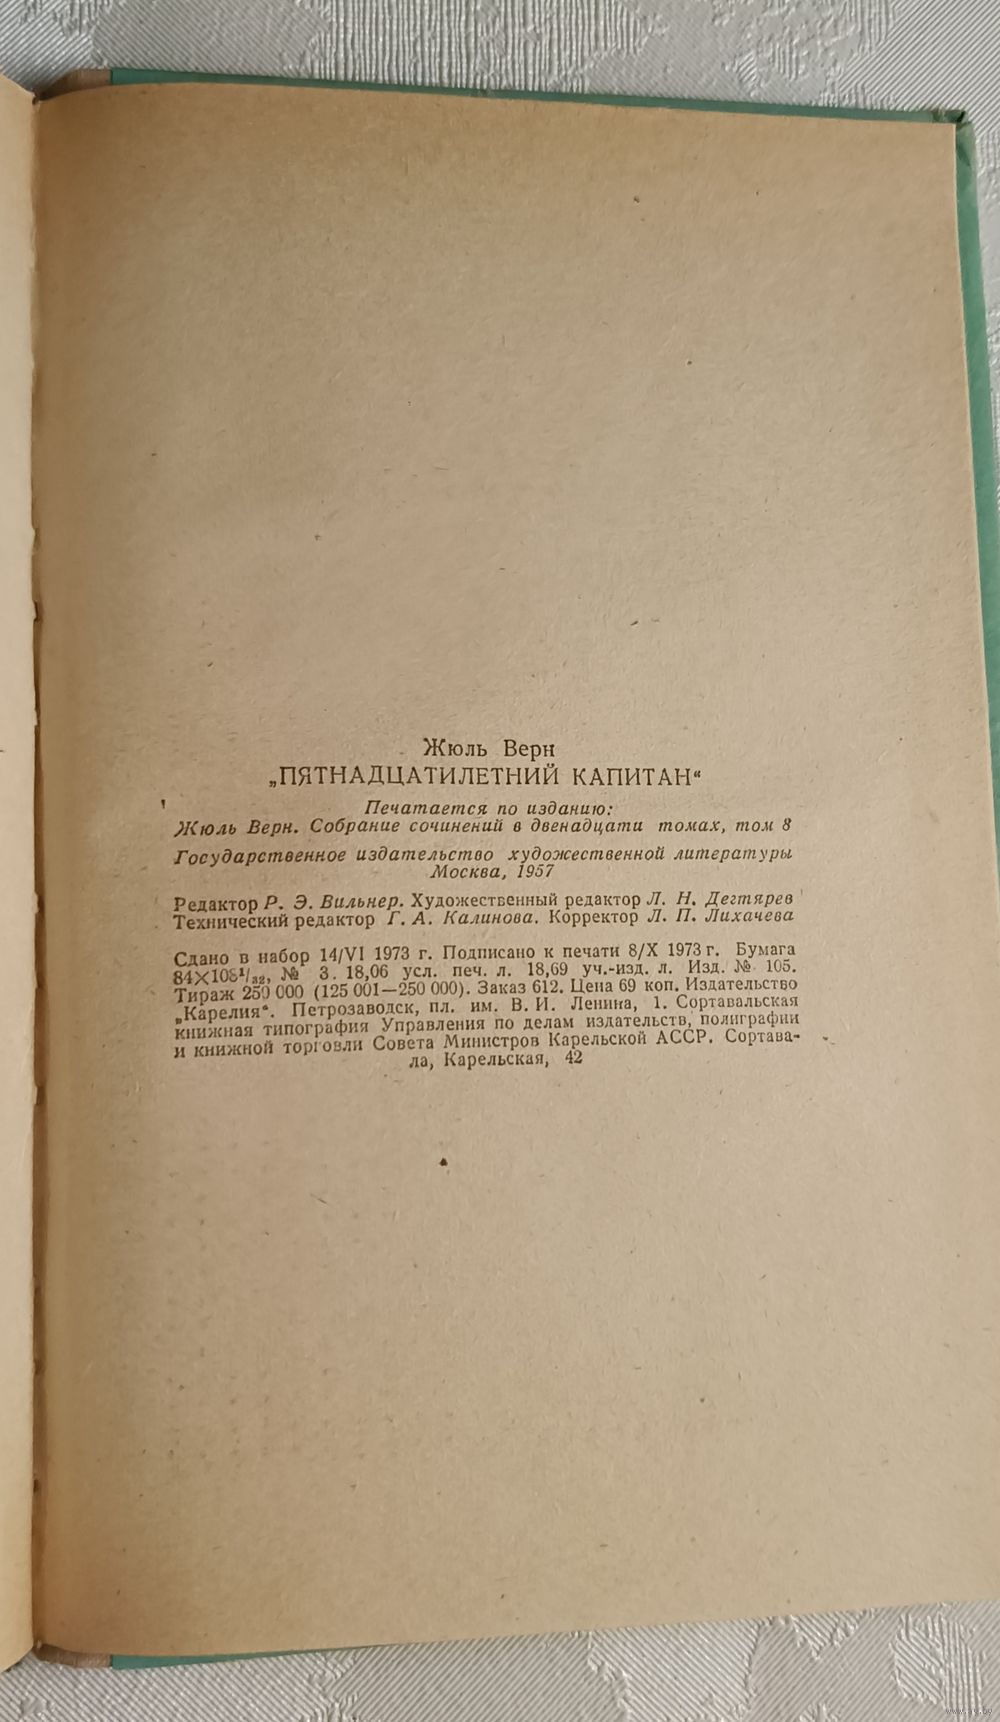 Жюль Верн
„ПЯТНАДЦАТИЛЕТНИЙ КАПИТАН“
Печатается по изданию:
Жюль Верн. Собрание сочинений в двенадцати томах, том 8
Государственное издательство художественной литературы
Москва, 1957
Редактор Р. Э. Вильнер. Художественный редактор Л. Н. Дегтярев
Технический редактор Г. А. Калинова. Корректор Л. П. Лихачева
Сдано в набор 14/VI 1973 г. Подписано к печати 8/X 1973 г. Бумага
84×108¹/₃₂, № 3. 18,06 усл. печ. л. 18,69 уч.-изд. л. Изд. № 105.
Тираж 250 000 (125 001—250 000). Заказ 612. Цена 69 коп. Издательство
„Карелия“. Петрозаводск, пл. им. В. И. Ленина, 1. Сортавальская
книжная типография Управления по делам издательств, полиграфии
и книжной торговли Совета Министров Карельской АССР. Сортава-
ла, Карельская, 42